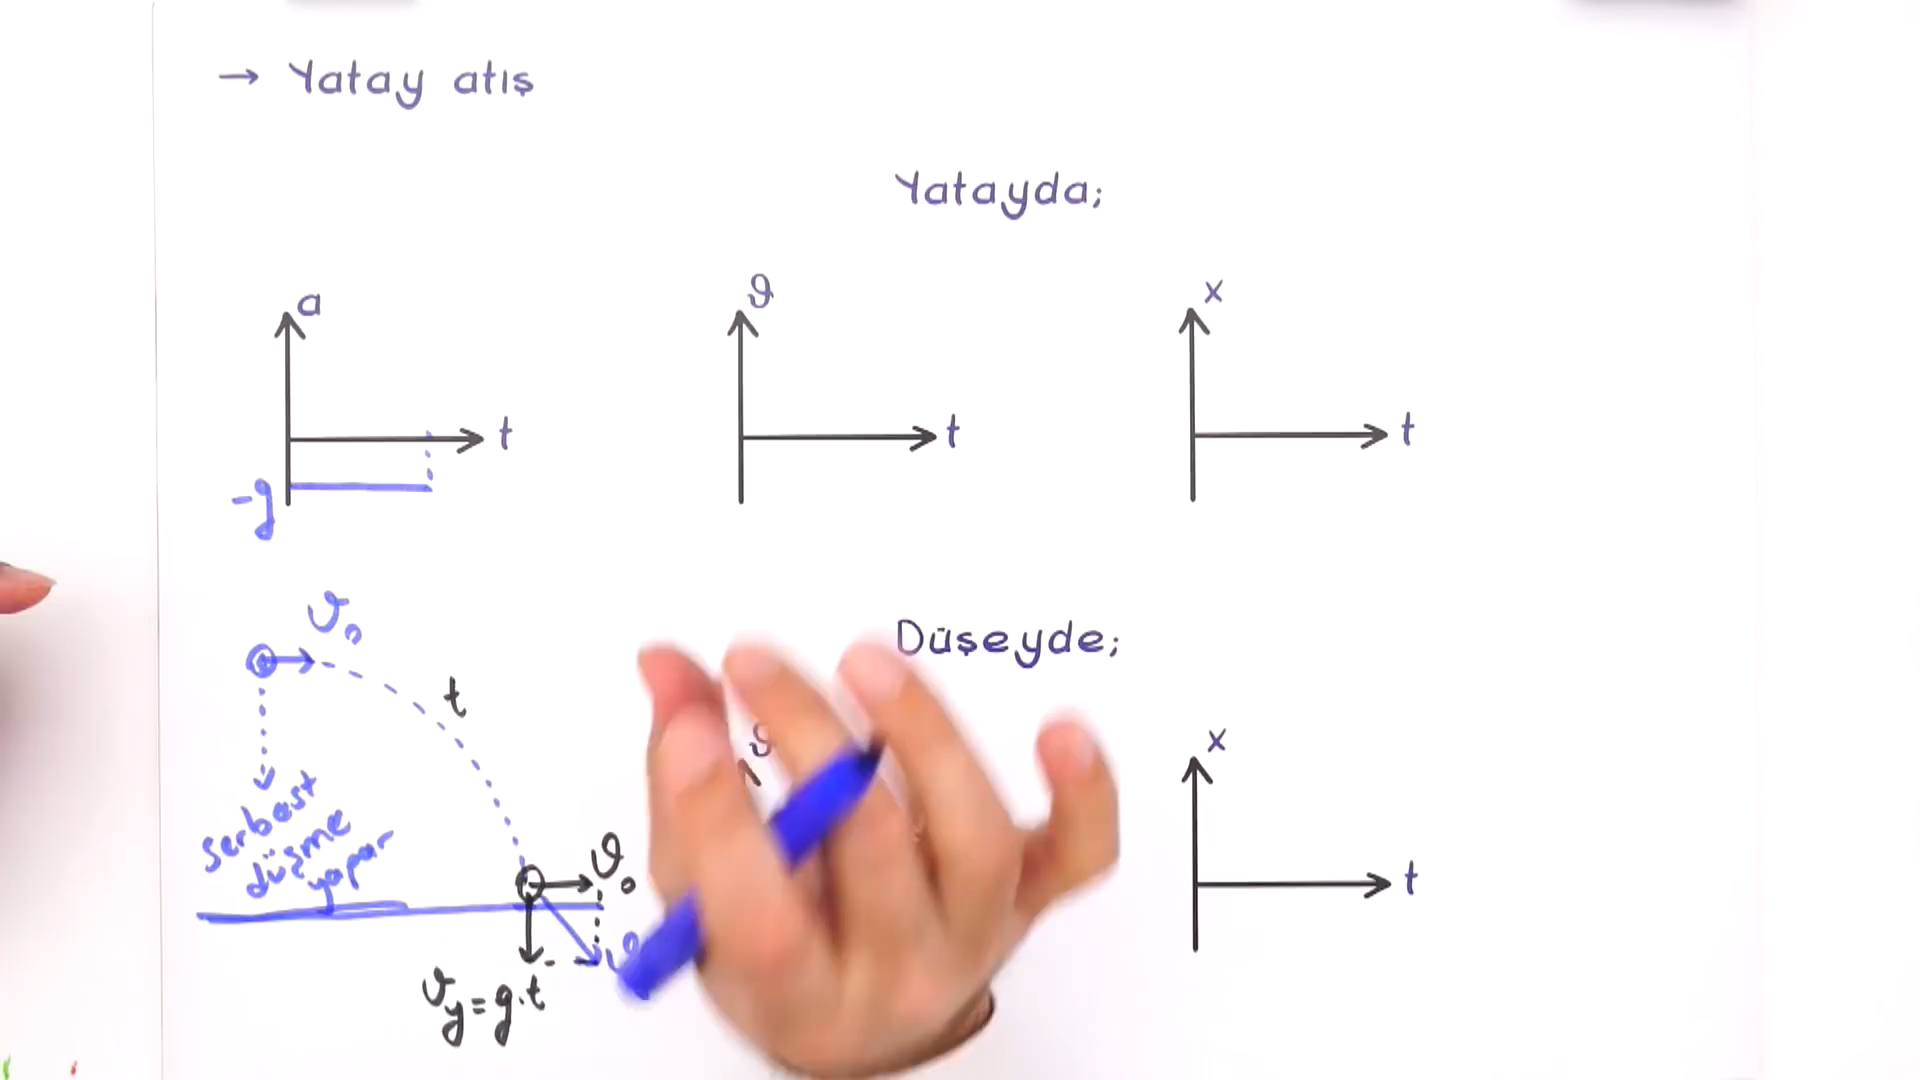 → Yatay atış
Yatayda;
a
t
-g
ϑ
t
x
t
ϑ₀
t
serbest
düşme
yapar
ϑ₀
ϑy = g.t
Düşeyde;
ϑ
x
t